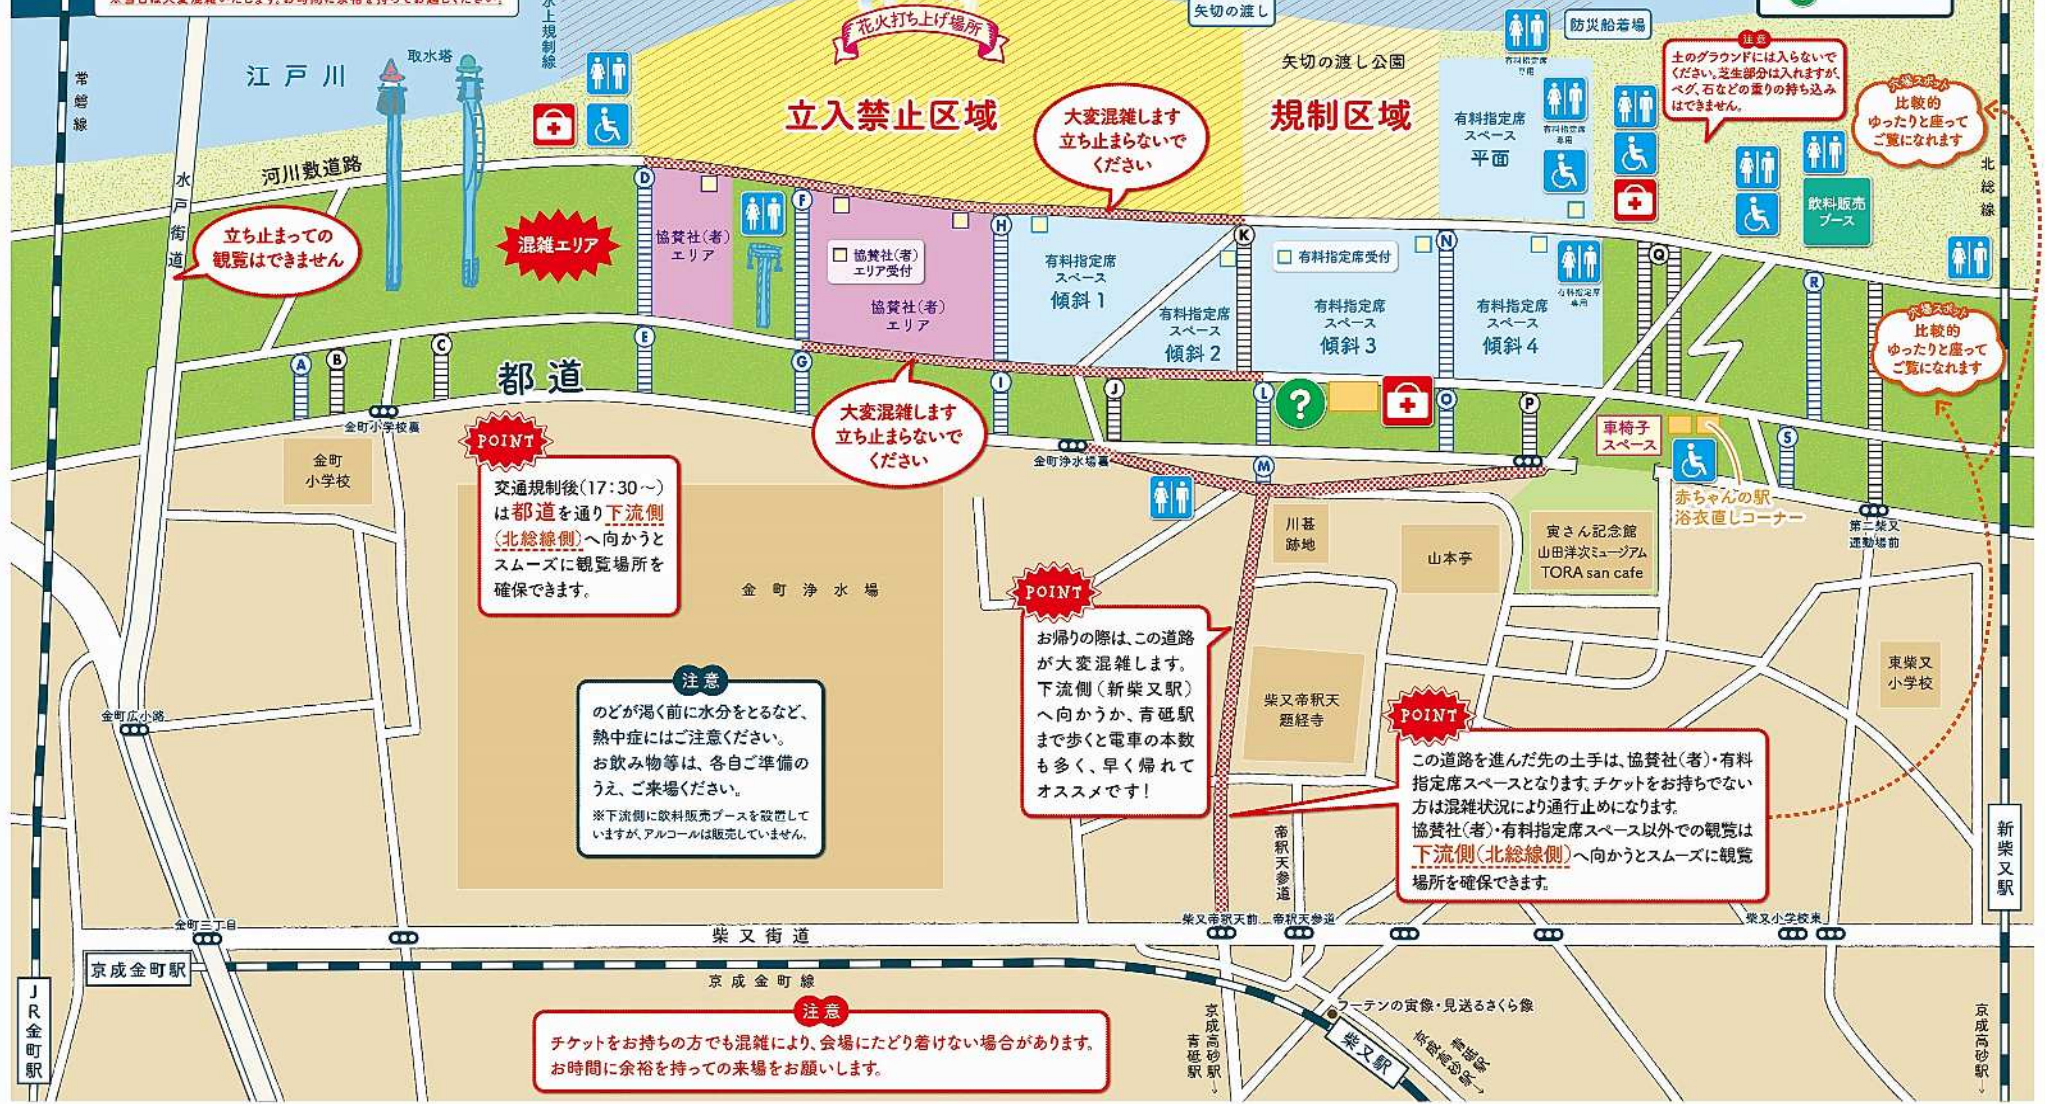 水上規制線
花火打ち上げ場所
矢切の渡し
防災船着場
注意
土のグラウンドには入らないで
ください。芝生部分は入れますが、
ペグ、石などの重りの持ち込み
はできません。
穴場スポット
比較的
ゆったりと座って
ご覧になれます
常磐線
江戸川
取水塔
矢切の渡し公園
有料指定席
専用
立入禁止区域
大変混雑します
立ち止まらないで
ください
規制区域
有料指定席
スペース
平面
有料指定席
専用
河川敷道路
水戸街道
北総線
飲料販売
ブース
立ち止まっての
観覧はできません
混雑エリア
D
協賛社(者)
エリア
F
協賛社(者)
エリア受付
協賛社(者)
エリア
H
有料指定席
スペース
傾斜1
K
有料指定席
スペース
傾斜2
有料指定席受付
有料指定席
スペース
傾斜3
N
有料指定席
専用
有料指定席
スペース
傾斜4
Q
R
穴場スポット
比較的
ゆったりと座って
ご覧になれます
A
B
C
都道
E
G
I
J
L
?
O
P
S
大変混雑します
立ち止まらないで
ください
車椅子
スペース
金町小学校裏
金町浄水場裏
M
赤ちゃんの駅
浴衣直しコーナー
第二柴又
運動場前
金町
小学校
POINT
交通規制後(17:30~)
は都道を通り下流側
(北総線側)へ向かうと
スムーズに観覧場所を
確保できます。
金町浄水場
川甚
跡地
山本亭
寅さん記念館
山田洋次ミュージアム
TORA san cafe
POINT
お帰りの際は、この道路
が大変混雑します。
下流側(新柴又駅)
へ向かうか、青砥駅
まで歩くと電車の本数
も多く、早く帰れて
オススメです!
東柴又
小学校
注意
のどが渇く前に水分をとるなど、
熱中症にはご注意ください。
お飲み物等は、各自ご準備の
うえ、ご来場ください。
※下流側に飲料販売ブースを設置して
いますが、アルコールは販売していません。
柴又帝釈天
題経寺
POINT
この道路を進んだ先の土手は、協賛社(者)・有料
指定席スペースとなります。チケットをお持ちでない
方は混雑状況により通行止めになります。
協賛社(者)・有料指定席スペース以外での観覧は
下流側(北総線側)へ向かうとスムーズに観覧
場所を確保できます。
金町広小路
帝釈天参道
新柴又駅
金町三丁目
柴又街道
柴又帝釈天前
帝釈天参道
柴又小学校東
京成金町駅
京成金町線
JR金町駅
注意
チケットをお持ちの方でも混雑により、会場にたどり着けない場合があります。
お時間に余裕を持っての来場をお願いします。
フーテンの寅像・見送るさくら像
柴又駅
京成高砂駅
青砥駅
京成高砂駅
青砥駅
京成高砂駅